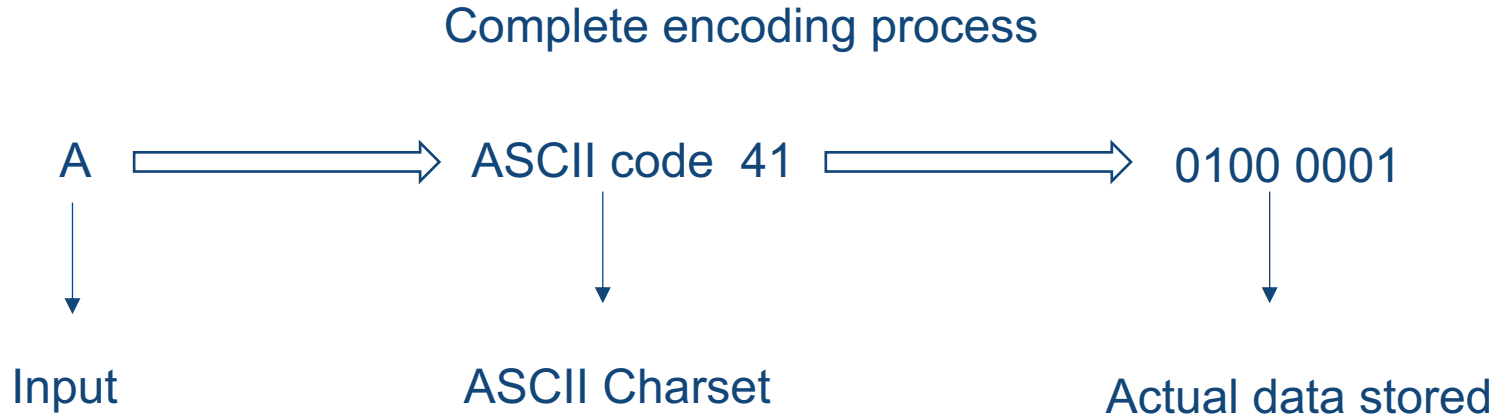 Complete encoding process
A ASCII code 41 0100 0001
Input ASCII Charset Actual data stored